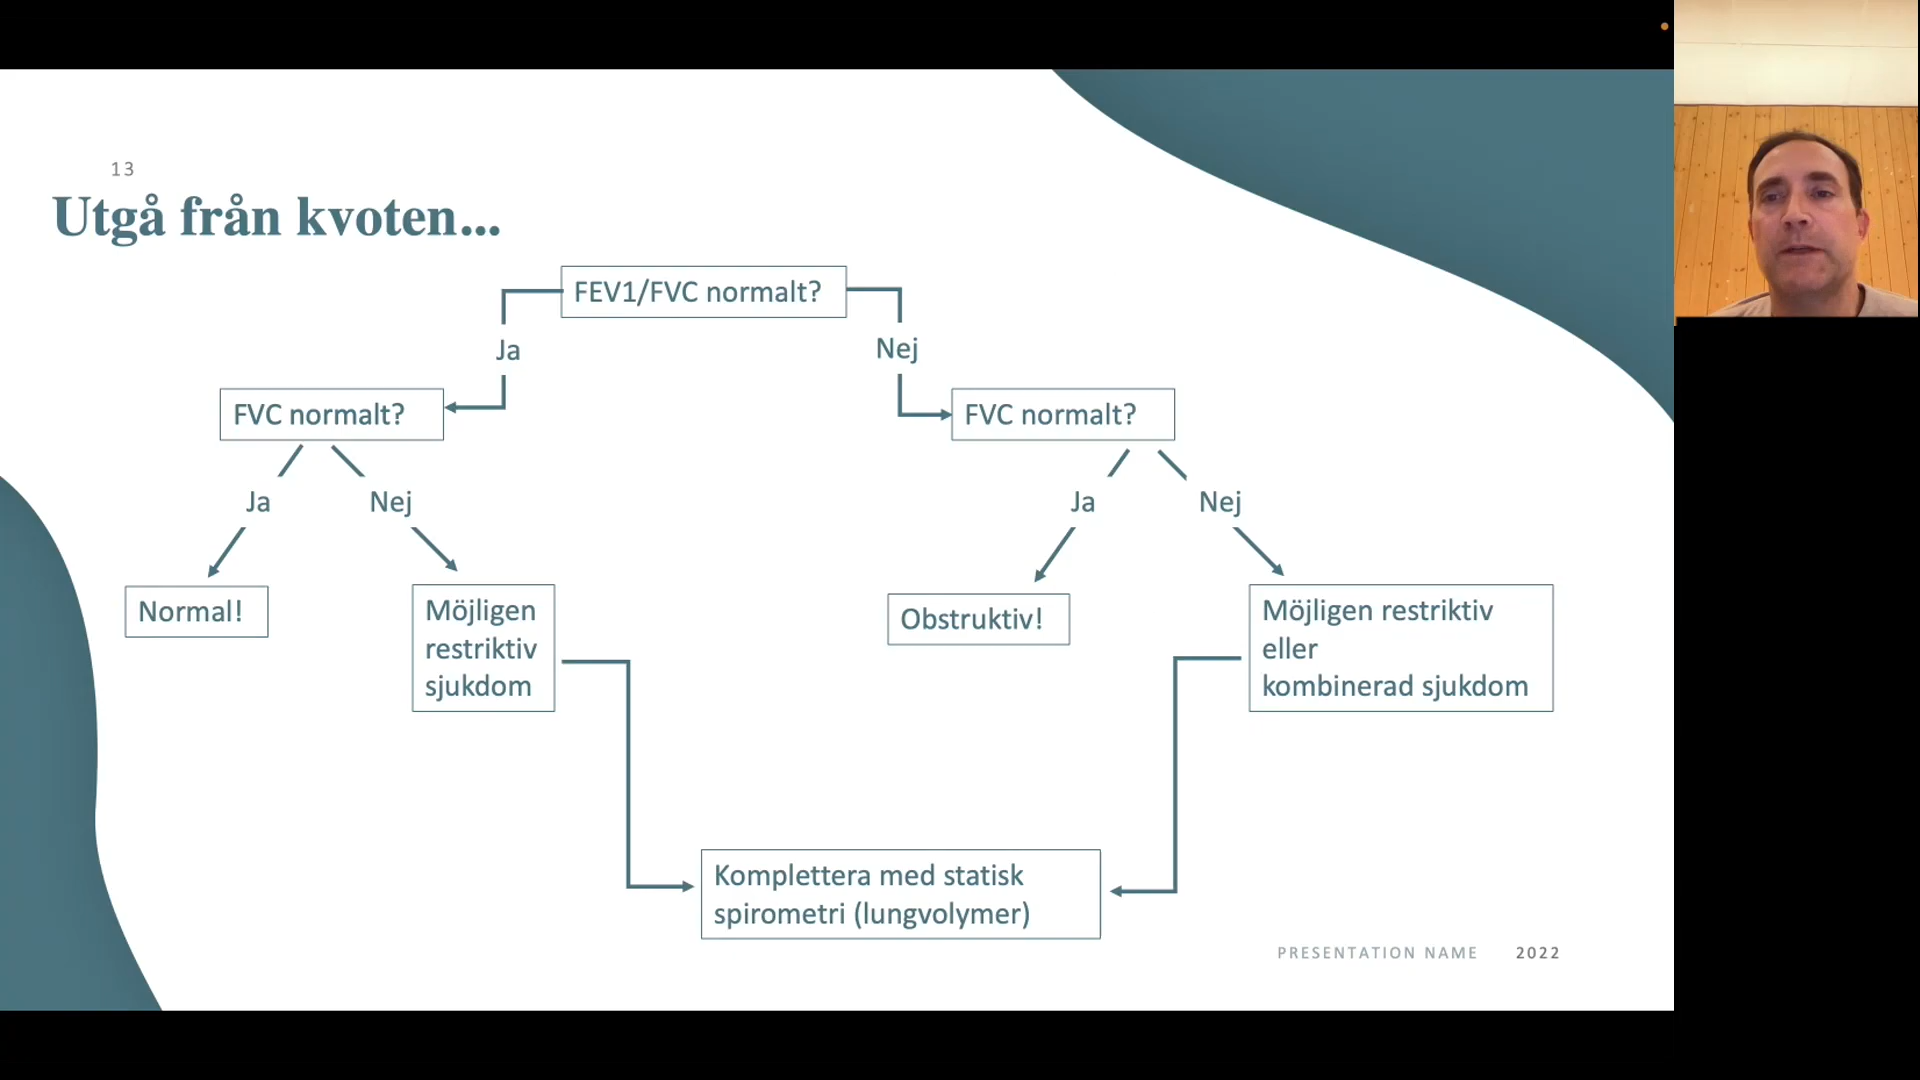 13
Utgå från kvoten...
FEV1/FVC normalt?
Ja
Nej
FVC normalt?
FVC normalt?
Ja
Nej
Ja
Nej
Normal!
Möjligen
restriktiv
sjukdom
Obstruktiv!
Möjligen restriktiv
eller
kombinerad sjukdom
Komplettera med statisk
spirometri (lungvolymer)
PRESENTATION NAME
2022